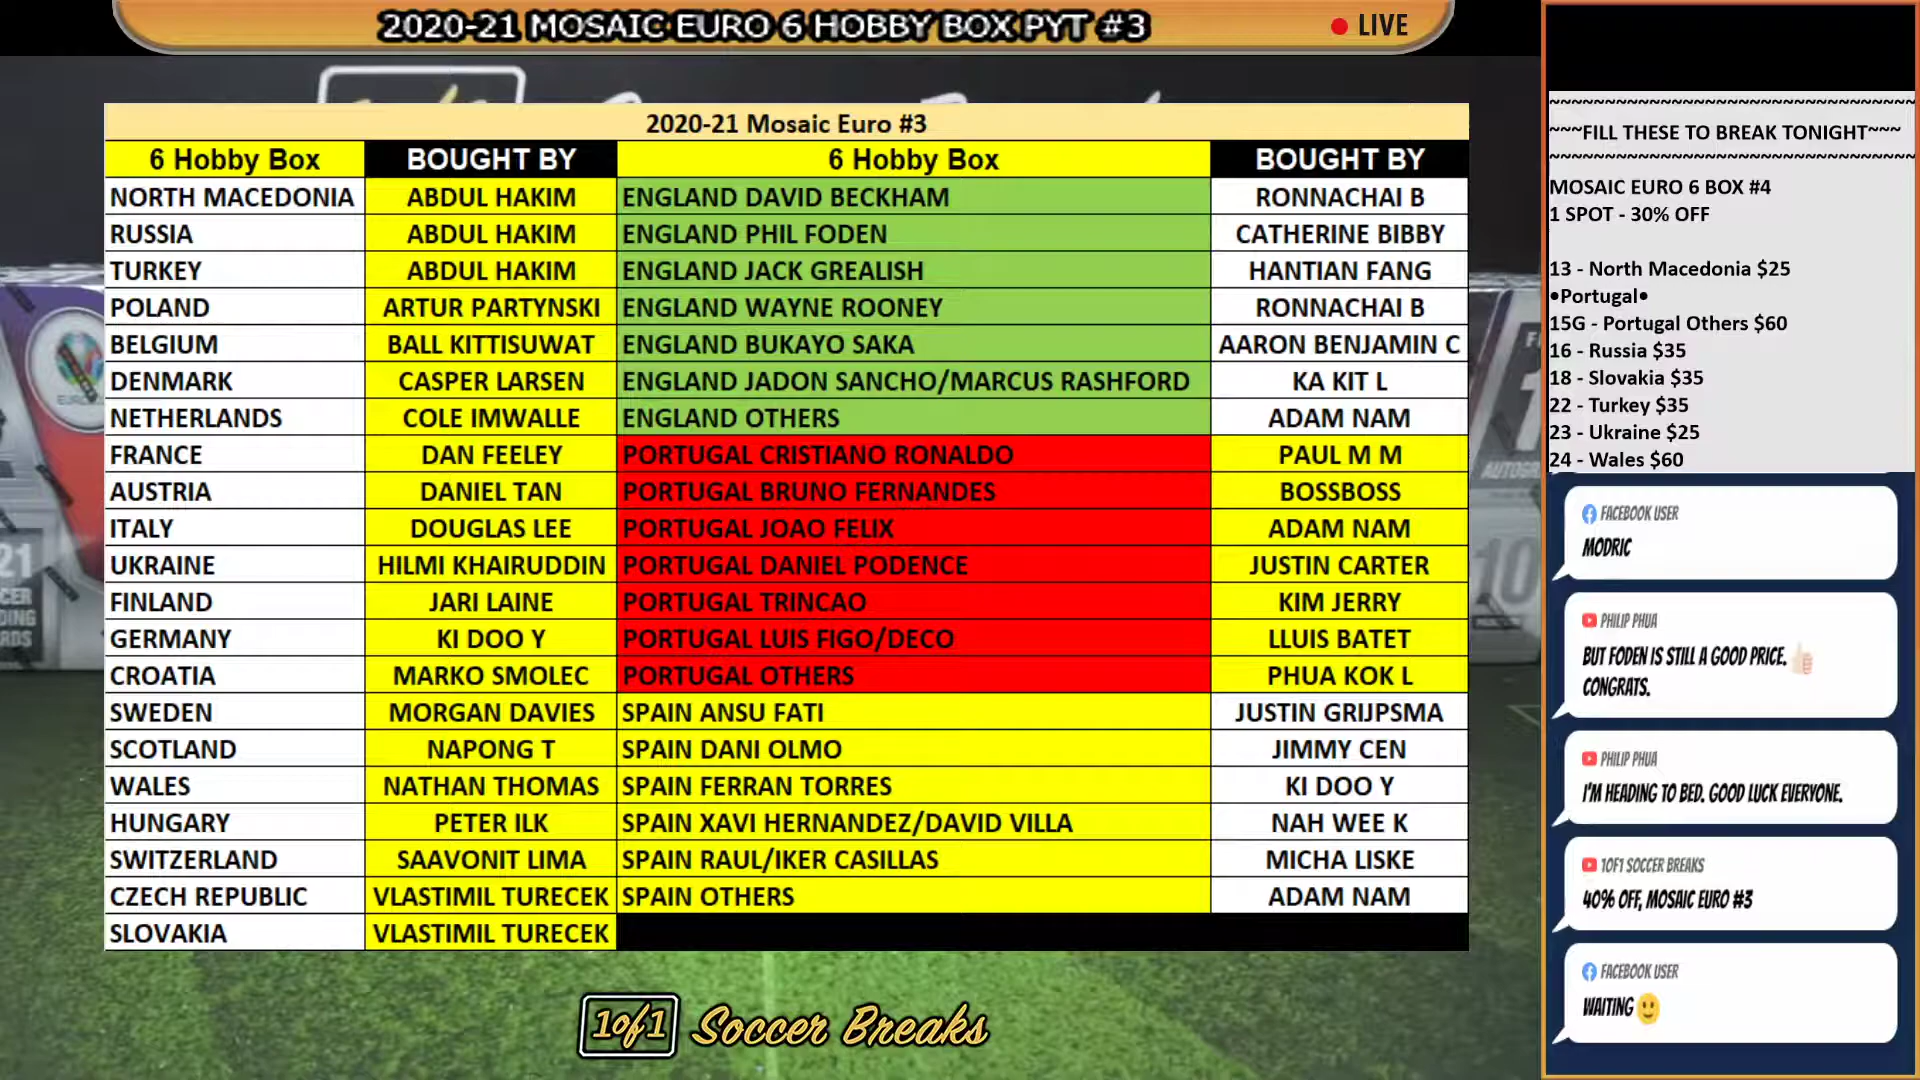 2020-21 MOSAIC EURO 6 HOBBY BOX PYT #3
LIVE
2020-21 Mosaic Euro #3
6 Hobby Box BOUGHT BY 6 Hobby Box BOUGHT BY
NORTH MACEDONIA ABDUL HAKIM ENGLAND DAVID BECKHAM RONNACHAI B
RUSSIA ABDUL HAKIM ENGLAND PHIL FODEN CATHERINE BIBBY
TURKEY ABDUL HAKIM ENGLAND JACK GREALISH HANTIAN FANG
POLAND ARTUR PARTYNSKI ENGLAND WAYNE ROONEY RONNACHAI B
BELGIUM BALL KITTISUWAT ENGLAND BUKAYO SAKA AARON BENJAMIN C
DENMARK CASPER LARSEN ENGLAND JADON SANCHO/MARCUS RASHFORD KA KIT L
NETHERLANDS COLE IMWALLE ENGLAND OTHERS ADAM NAM
FRANCE DAN FEELEY PORTUGAL CRISTIANO RONALDO PAUL M M
AUSTRIA DANIEL TAN PORTUGAL BRUNO FERNANDES BOSSBOSS
ITALY DOUGLAS LEE PORTUGAL JOAO FELIX ADAM NAM
UKRAINE HILMI KHAIRUDDIN PORTUGAL DANIEL PODENCE JUSTIN CARTER
FINLAND JARI LAINE PORTUGAL TRINCAO KIM JERRY
GERMANY KI DOO Y PORTUGAL LUIS FIGO/DECO LLUIS BATET
CROATIA MARKO SMOLEC PORTUGAL OTHERS PHUA KOK L
SWEDEN MORGAN DAVIES SPAIN ANSU FATI JUSTIN GRIJPSMA
SCOTLAND NAPONG T SPAIN DANI OLMO JIMMY CEN
WALES NATHAN THOMAS SPAIN FERRAN TORRES KI DOO Y
HUNGARY PETER ILK SPAIN XAVI HERNANDEZ/DAVID VILLA NAH WEE K
SWITZERLAND SAAVONIT LIMA SPAIN RAUL/IKER CASILLAS MICHA LISKE
CZECH REPUBLIC VLASTIMIL TURECEK SPAIN OTHERS ADAM NAM
SLOVAKIA VLASTIMIL TURECEK
1of1 Soccer Breaks
~~~~~~~~~~~~~~~~~~~~~~~~~~~~~~~~~
~~~FILL THESE TO BREAK TONIGHT~~~
~~~~~~~~~~~~~~~~~~~~~~~~~~~~~~~~~
MOSAIC EURO 6 BOX #4
1 SPOT - 30% OFF
13 - North Macedonia $25
•Portugal•
15G - Portugal Others $60
16 - Russia $35
18 - Slovakia $35
22 - Turkey $35
23 - Ukraine $25
24 - Wales $60
FACEBOOK USER
MODRIC
PHILIP PHUA
BUT FODEN IS STILL A GOOD PRICE. 👍🏻
CONGRATS.
PHILIP PHUA
I'M HEADING TO BED. GOOD LUCK EVERYONE.
1OF1 SOCCER BREAKS
40% OFF, MOSAIC EURO #3
FACEBOOK USER
WAITING 🙂